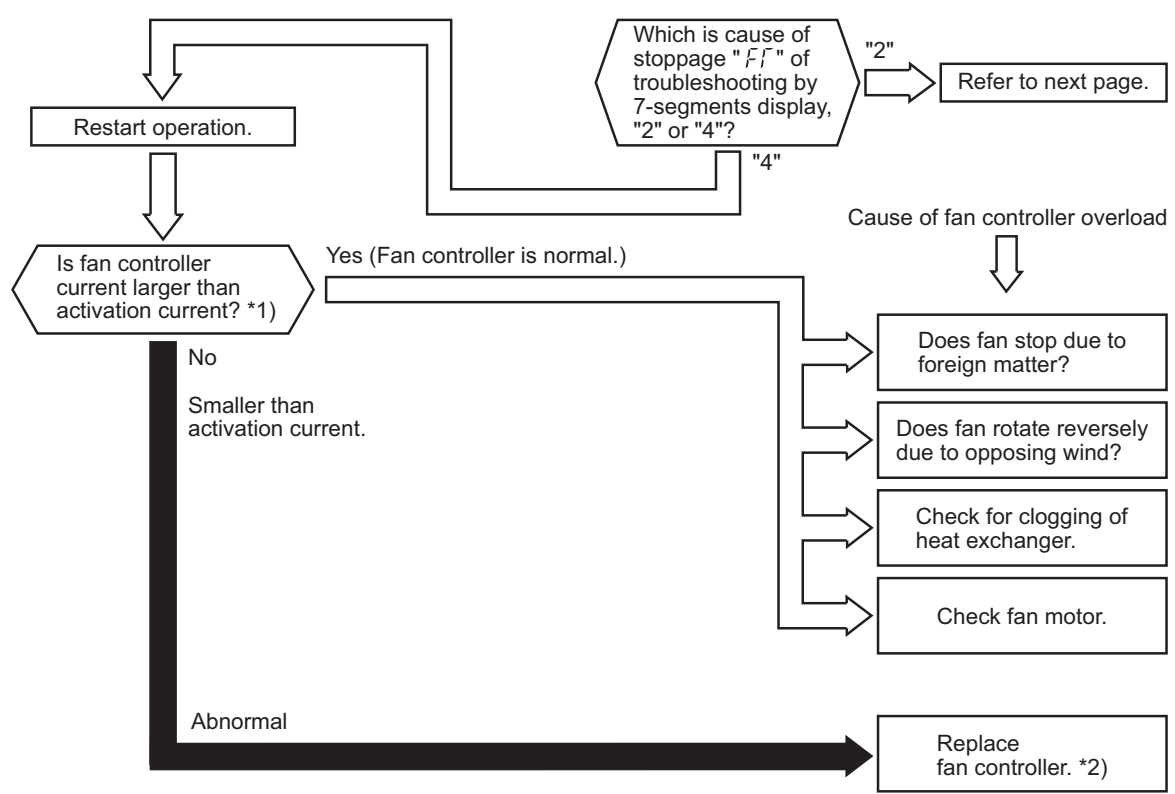 Which is cause of
stoppage "FT" of
troubleshooting by
7-segments display,
"2" or "4"?
"2"
Refer to next page.
"4"
Restart operation.
Is fan controller
current larger than
activation current? *1)
Yes (Fan controller is normal.)
No
Smaller than
activation current.
Cause of fan controller overload
Does fan stop due to
foreign matter?
Does fan rotate reversely
due to opposing wind?
Check for clogging of
heat exchanger.
Check fan motor.
Abnormal
Replace
fan controller. *2)